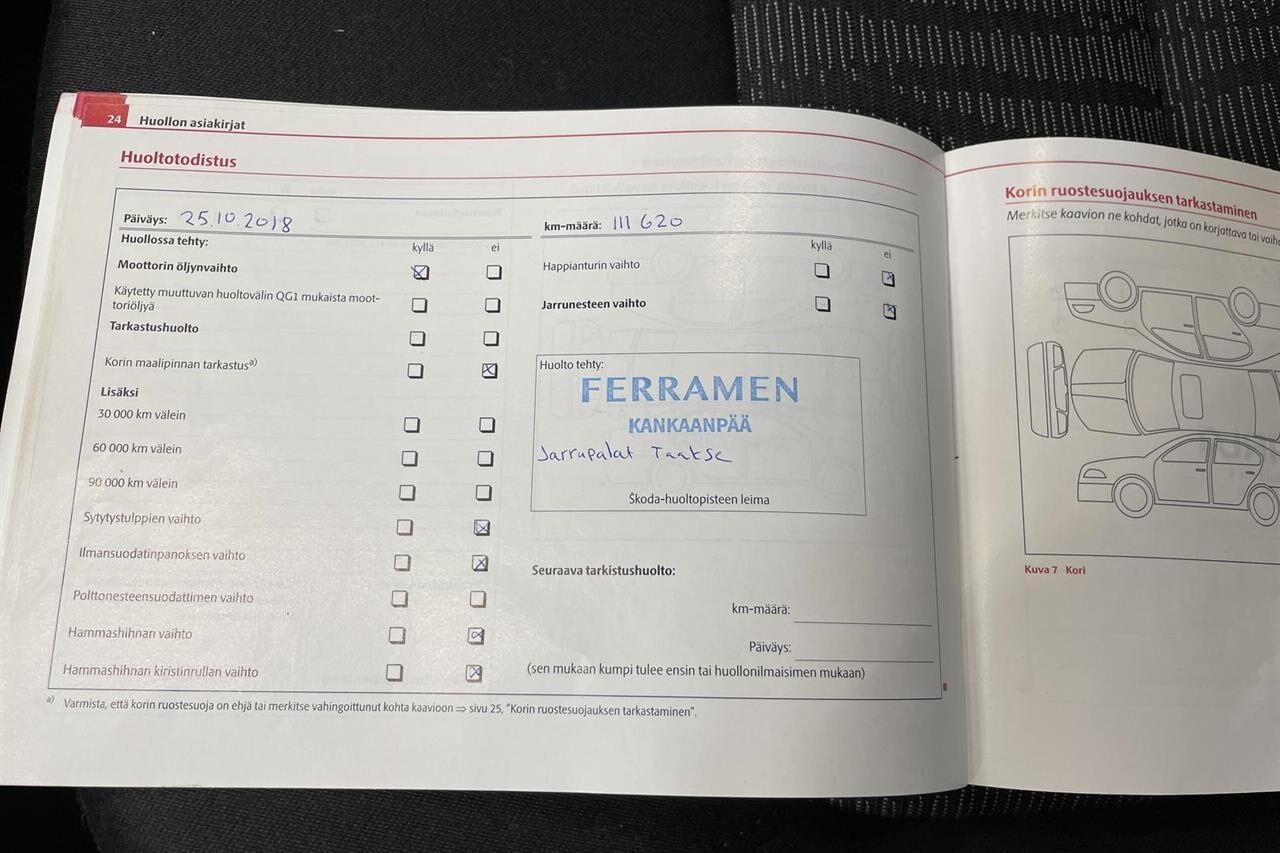 24 Huollon asiakirjat
Huoltotodistus
Päiväys: 25.10.2018
Huollossa tehty: kyllä ei
Moottorin öljynvaihto
Käytetty muuttuvan huoltovälin QG1 mukaista moot-
toriöljyä
Tarkastushuolto
Korin maalipinnan tarkastus a)
Lisäksi
30 000 km välein
60 000 km välein
90 000 km välein
Sytytystulppien vaihto
Ilmansuodatinpanoksen vaihto
Polttonesteensuodattimen vaihto
Hammashihnan vaihto
Hammashihnan kiristinrullan vaihto
km-määrä: 111 620
kyllä ei
Happianturin vaihto
Jarrunesteen vaihto
Huolto tehty:
FERRAMEN
KANKAANPÄÄ
Jarrupalat Taakse
Škoda-huoltopisteen leima
Seuraava tarkistushuolto:
km-määrä:
Päiväys:
(sen mukaan kumpi tulee ensin tai huollonilmaisimen mukaan)
a) Varmista, että korin ruostesuoja on ehjä tai merkitse vahingoittunut kohta kaavioon ⇒ sivu 25, "Korin ruostesuojauksen tarkastaminen".
Korin ruostesuojauksen tarkastaminen
Merkitse kaavion ne kohdat, jotka on korjattava tai vaih
Kuva 7 Kori